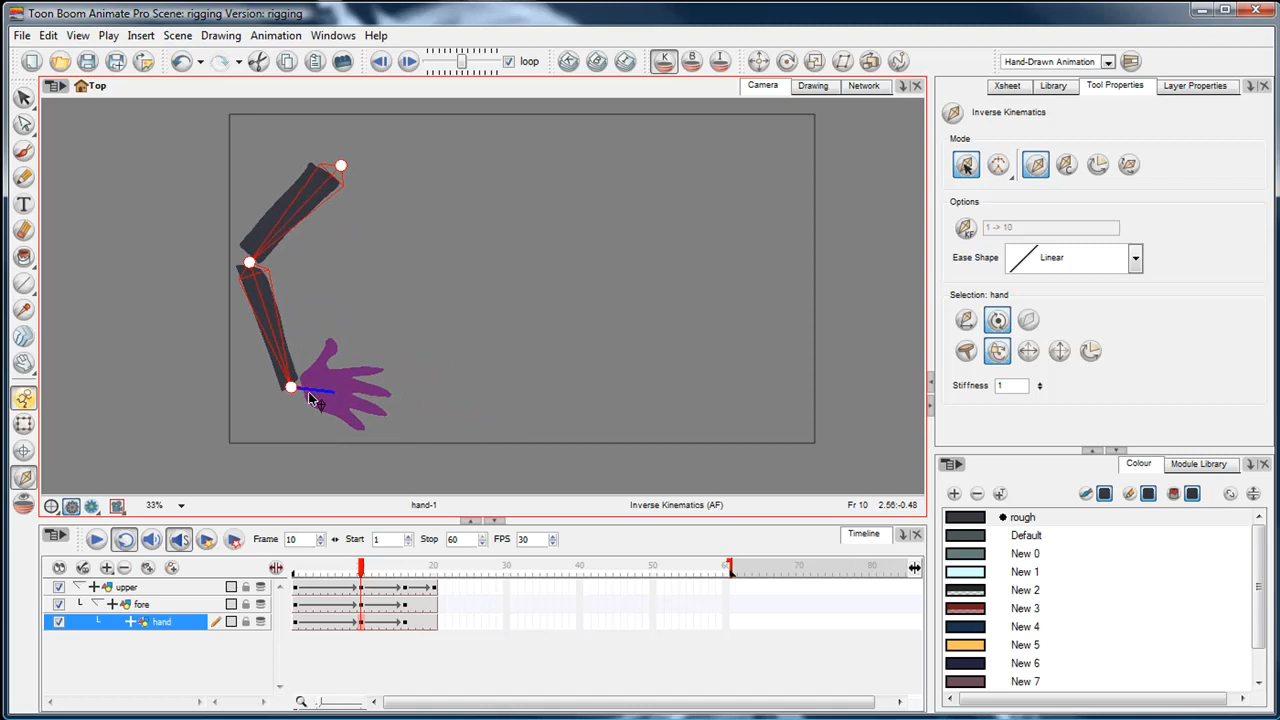 Toon Boom Animate Pro Scene: rigging Version: rigging
File Edit View Play Insert Scene Drawing Animation Windows Help
loop K B I Hand-Drawn Animation
Top Camera Drawing Network
Xsheet Library Tool Properties Layer Properties
Inverse Kinematics
Mode
Options
KF 1 -> 10
Ease Shape Linear
Selection: hand
Stiffness 1
33% hand-1 Inverse Kinematics (AF) Fr 10 2.56:-0.48
Colour Module Library
rough
Default
New 0
New 1
New 2
New 3
New 4
New 5
New 6
New 7
Frame 10 Start 1 Stop 60 FPS 30 Timeline
20 30 40 50 60 70 80
upper
fore
hand